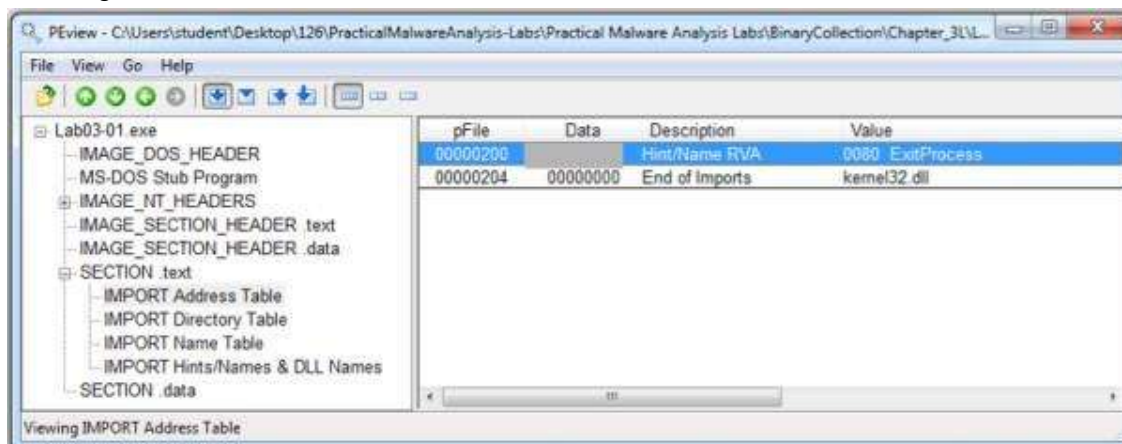 PEview - C:\Users\student\Desktop\126\PracticalMalwareAnalysis-Labs\Practical Malware Analysis Labs\BinaryCollection\Chapter_3L\L...
File View Go Help
Lab03-01.exe
IMAGE_DOS_HEADER
MS-DOS Stub Program
IMAGE_NT_HEADERS
IMAGE_SECTION_HEADER .text
IMAGE_SECTION_HEADER .data
SECTION .text
IMPORT Address Table
IMPORT Directory Table
IMPORT Name Table
IMPORT Hints/Names & DLL Names
SECTION .data
pFile Data Description Value
00000200 Hint/Name RVA 0080 ExitProcess
00000204 00000000 End of Imports kernel32.dll
Viewing IMPORT Address Table